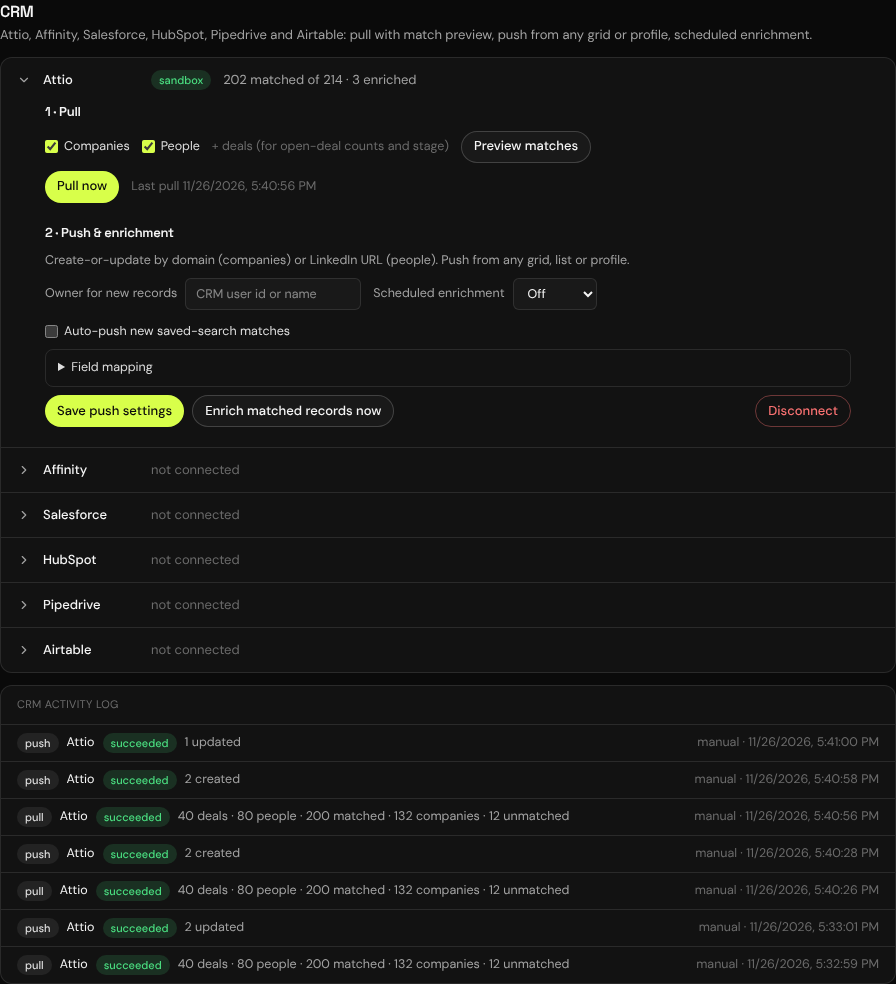 CRM
Attio, Affinity, Salesforce, HubSpot, Pipedrive and Airtable: pull with match preview, push from any grid or profile, scheduled enrichment.
Attio sandbox 202 matched of 214 · 3 enriched
1 · Pull
Companies People + deals (for open-deal counts and stage) Preview matches
Pull now Last pull 11/26/2026, 5:40:56 PM
2 · Push & enrichment
Create-or-update by domain (companies) or LinkedIn URL (people). Push from any grid, list or profile.
Owner for new records CRM user id or name Scheduled enrichment Off
Auto-push new saved-search matches
Field mapping
Save push settings Enrich matched records now Disconnect
Affinity not connected
Salesforce not connected
HubSpot not connected
Pipedrive not connected
Airtable not connected
CRM ACTIVITY LOG
push Attio succeeded 1 updated manual · 11/26/2026, 5:41:00 PM
push Attio succeeded 2 created manual · 11/26/2026, 5:40:58 PM
pull Attio succeeded 40 deals · 80 people · 200 matched · 132 companies · 12 unmatched manual · 11/26/2026, 5:40:56 PM
push Attio succeeded 2 created manual · 11/26/2026, 5:40:28 PM
pull Attio succeeded 40 deals · 80 people · 200 matched · 132 companies · 12 unmatched manual · 11/26/2026, 5:40:26 PM
push Attio succeeded 2 updated manual · 11/26/2026, 5:33:01 PM
pull Attio succeeded 40 deals · 80 people · 200 matched · 132 companies · 12 unmatched manual · 11/26/2026, 5:32:59 PM